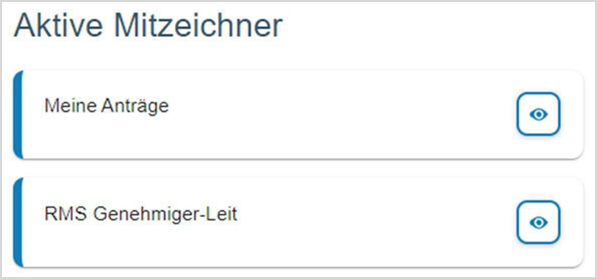 Aktive Mitzeichner
Meine Anträge
RMS Genehmiger-Leit